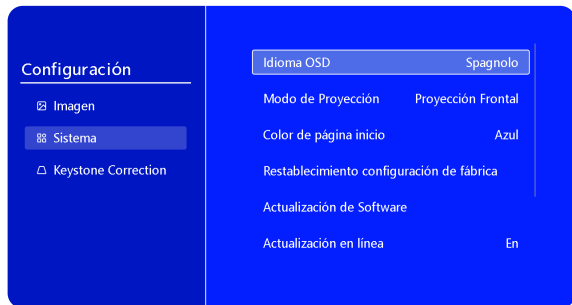 Configuración
Imagen
Sistema
Keystone Correction
Idioma OSD Spagnolo
Modo de Proyección Proyección Frontal
Color de página inicio Azul
Restablecimiento configuración de fábrica
Actualización de Software
Actualización en línea En